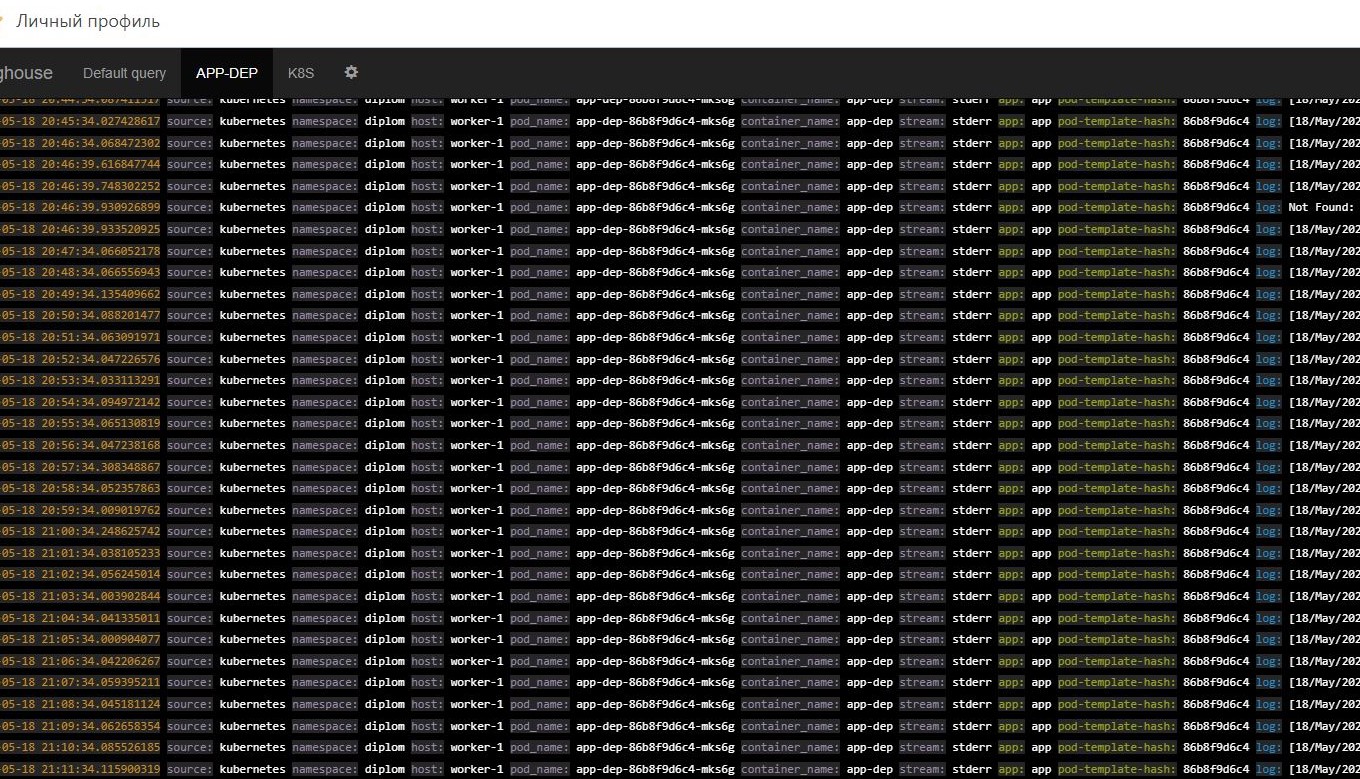 Личный профиль
ghouse Default query APP-DEP K8S
05-18 20:44:34.087411517 source: kubernetes namespace: diplom host: worker-1 pod_name: app-dep-86b8f9d6c4-mks6g container_name: app-dep stream: stderr app: app pod-template-hash: 86b8f9d6c4 log: [18/May/202
05-18 20:45:34.027428617 source: kubernetes namespace: diplom host: worker-1 pod_name: app-dep-86b8f9d6c4-mks6g container_name: app-dep stream: stderr app: app pod-template-hash: 86b8f9d6c4 log: [18/May/202
05-18 20:46:34.068472302 source: kubernetes namespace: diplom host: worker-1 pod_name: app-dep-86b8f9d6c4-mks6g container_name: app-dep stream: stderr app: app pod-template-hash: 86b8f9d6c4 log: [18/May/202
05-18 20:46:39.616847744 source: kubernetes namespace: diplom host: worker-1 pod_name: app-dep-86b8f9d6c4-mks6g container_name: app-dep stream: stderr app: app pod-template-hash: 86b8f9d6c4 log: [18/May/202
05-18 20:46:39.748302252 source: kubernetes namespace: diplom host: worker-1 pod_name: app-dep-86b8f9d6c4-mks6g container_name: app-dep stream: stderr app: app pod-template-hash: 86b8f9d6c4 log: [18/May/202
05-18 20:46:39.930926899 source: kubernetes namespace: diplom host: worker-1 pod_name: app-dep-86b8f9d6c4-mks6g container_name: app-dep stream: stderr app: app pod-template-hash: 86b8f9d6c4 log: Not Found:
05-18 20:46:39.933520925 source: kubernetes namespace: diplom host: worker-1 pod_name: app-dep-86b8f9d6c4-mks6g container_name: app-dep stream: stderr app: app pod-template-hash: 86b8f9d6c4 log: [18/May/202
05-18 20:47:34.066052178 source: kubernetes namespace: diplom host: worker-1 pod_name: app-dep-86b8f9d6c4-mks6g container_name: app-dep stream: stderr app: app pod-template-hash: 86b8f9d6c4 log: [18/May/202
05-18 20:48:34.066556943 source: kubernetes namespace: diplom host: worker-1 pod_name: app-dep-86b8f9d6c4-mks6g container_name: app-dep stream: stderr app: app pod-template-hash: 86b8f9d6c4 log: [18/May/202
05-18 20:49:34.135409662 source: kubernetes namespace: diplom host: worker-1 pod_name: app-dep-86b8f9d6c4-mks6g container_name: app-dep stream: stderr app: app pod-template-hash: 86b8f9d6c4 log: [18/May/202
05-18 20:50:34.088201477 source: kubernetes namespace: diplom host: worker-1 pod_name: app-dep-86b8f9d6c4-mks6g container_name: app-dep stream: stderr app: app pod-template-hash: 86b8f9d6c4 log: [18/May/202
05-18 20:51:34.063091971 source: kubernetes namespace: diplom host: worker-1 pod_name: app-dep-86b8f9d6c4-mks6g container_name: app-dep stream: stderr app: app pod-template-hash: 86b8f9d6c4 log: [18/May/202
05-18 20:52:34.047226576 source: kubernetes namespace: diplom host: worker-1 pod_name: app-dep-86b8f9d6c4-mks6g container_name: app-dep stream: stderr app: app pod-template-hash: 86b8f9d6c4 log: [18/May/202
05-18 20:53:34.033113291 source: kubernetes namespace: diplom host: worker-1 pod_name: app-dep-86b8f9d6c4-mks6g container_name: app-dep stream: stderr app: app pod-template-hash: 86b8f9d6c4 log: [18/May/202
05-18 20:54:34.094972142 source: kubernetes namespace: diplom host: worker-1 pod_name: app-dep-86b8f9d6c4-mks6g container_name: app-dep stream: stderr app: app pod-template-hash: 86b8f9d6c4 log: [18/May/202
05-18 20:55:34.065130819 source: kubernetes namespace: diplom host: worker-1 pod_name: app-dep-86b8f9d6c4-mks6g container_name: app-dep stream: stderr app: app pod-template-hash: 86b8f9d6c4 log: [18/May/202
05-18 20:56:34.047238168 source: kubernetes namespace: diplom host: worker-1 pod_name: app-dep-86b8f9d6c4-mks6g container_name: app-dep stream: stderr app: app pod-template-hash: 86b8f9d6c4 log: [18/May/202
05-18 20:57:34.308348867 source: kubernetes namespace: diplom host: worker-1 pod_name: app-dep-86b8f9d6c4-mks6g container_name: app-dep stream: stderr app: app pod-template-hash: 86b8f9d6c4 log: [18/May/202
05-18 20:58:34.052357863 source: kubernetes namespace: diplom host: worker-1 pod_name: app-dep-86b8f9d6c4-mks6g container_name: app-dep stream: stderr app: app pod-template-hash: 86b8f9d6c4 log: [18/May/202
05-18 20:59:34.009019762 source: kubernetes namespace: diplom host: worker-1 pod_name: app-dep-86b8f9d6c4-mks6g container_name: app-dep stream: stderr app: app pod-template-hash: 86b8f9d6c4 log: [18/May/202
05-18 21:00:34.248625742 source: kubernetes namespace: diplom host: worker-1 pod_name: app-dep-86b8f9d6c4-mks6g container_name: app-dep stream: stderr app: app pod-template-hash: 86b8f9d6c4 log: [18/May/202
05-18 21:01:34.038105233 source: kubernetes namespace: diplom host: worker-1 pod_name: app-dep-86b8f9d6c4-mks6g container_name: app-dep stream: stderr app: app pod-template-hash: 86b8f9d6c4 log: [18/May/202
05-18 21:02:34.056245014 source: kubernetes namespace: diplom host: worker-1 pod_name: app-dep-86b8f9d6c4-mks6g container_name: app-dep stream: stderr app: app pod-template-hash: 86b8f9d6c4 log: [18/May/202
05-18 21:03:34.003902844 source: kubernetes namespace: diplom host: worker-1 pod_name: app-dep-86b8f9d6c4-mks6g container_name: app-dep stream: stderr app: app pod-template-hash: 86b8f9d6c4 log: [18/May/202
05-18 21:04:34.041335011 source: kubernetes namespace: diplom host: worker-1 pod_name: app-dep-86b8f9d6c4-mks6g container_name: app-dep stream: stderr app: app pod-template-hash: 86b8f9d6c4 log: [18/May/202
05-18 21:05:34.000904077 source: kubernetes namespace: diplom host: worker-1 pod_name: app-dep-86b8f9d6c4-mks6g container_name: app-dep stream: stderr app: app pod-template-hash: 86b8f9d6c4 log: [18/May/202
05-18 21:06:34.042206267 source: kubernetes namespace: diplom host: worker-1 pod_name: app-dep-86b8f9d6c4-mks6g container_name: app-dep stream: stderr app: app pod-template-hash: 86b8f9d6c4 log: [18/May/202
05-18 21:07:34.059395211 source: kubernetes namespace: diplom host: worker-1 pod_name: app-dep-86b8f9d6c4-mks6g container_name: app-dep stream: stderr app: app pod-template-hash: 86b8f9d6c4 log: [18/May/202
05-18 21:08:34.045181124 source: kubernetes namespace: diplom host: worker-1 pod_name: app-dep-86b8f9d6c4-mks6g container_name: app-dep stream: stderr app: app pod-template-hash: 86b8f9d6c4 log: [18/May/202
05-18 21:09:34.062658354 source: kubernetes namespace: diplom host: worker-1 pod_name: app-dep-86b8f9d6c4-mks6g container_name: app-dep stream: stderr app: app pod-template-hash: 86b8f9d6c4 log: [18/May/202
05-18 21:10:34.085526185 source: kubernetes namespace: diplom host: worker-1 pod_name: app-dep-86b8f9d6c4-mks6g container_name: app-dep stream: stderr app: app pod-template-hash: 86b8f9d6c4 log: [18/May/202
05-18 21:11:34.115900319 source: kubernetes namespace: diplom host: worker-1 pod_name: app-dep-86b8f9d6c4-mks6g container_name: app-dep stream: stderr app: app pod-template-hash: 86b8f9d6c4 log: [18/May/202